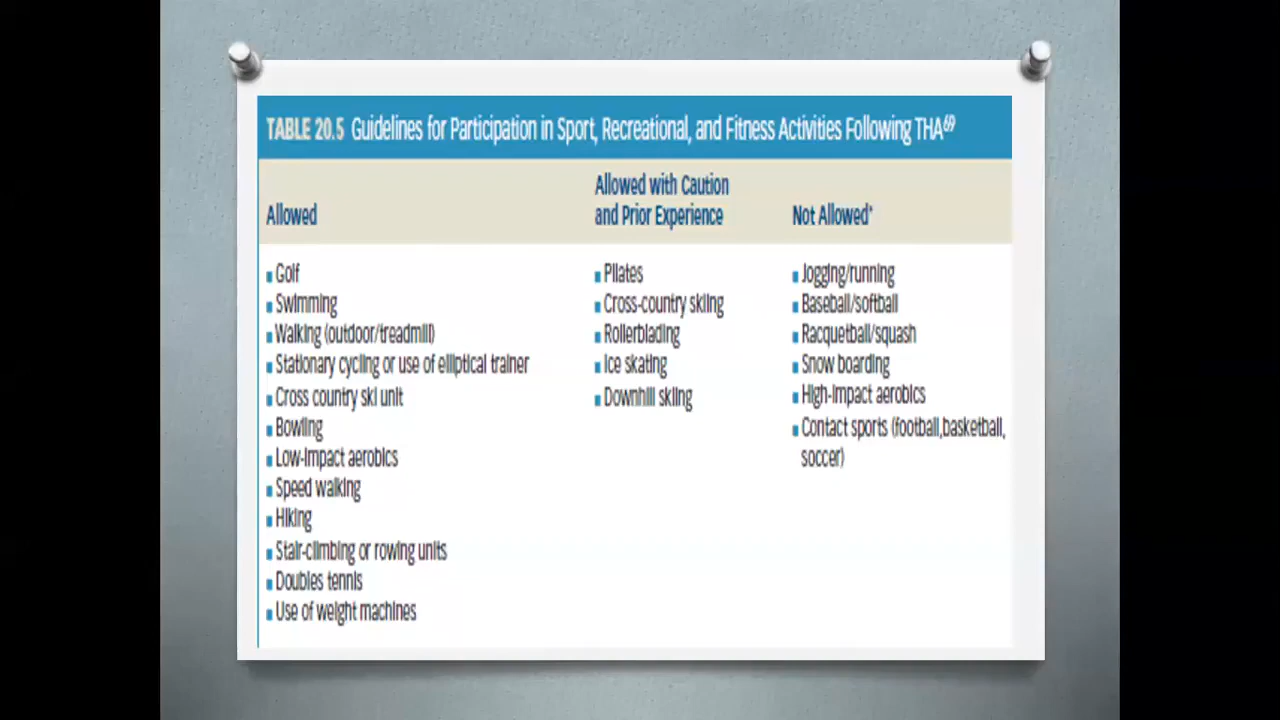 TABLE 20.5 Guidelines for Participation in Sport, Recreational, and Fitness Activities Following THA69
Allowed
Allowed with Caution
and Prior Experience
Not Allowed*
▪ Golf
▪ Swimming
▪ Walking (outdoor/treadmill)
▪ Stationary cycling or use of elliptical trainer
▪ Cross country ski unit
▪ Bowling
▪ Low-impact aerobics
▪ Speed walking
▪ Hiking
▪ Stair-climbing or rowing units
▪ Doubles tennis
▪ Use of weight machines
▪ Pilates
▪ Cross-country skiing
▪ Rollerblading
▪ Ice skating
▪ Downhill skiing
▪ Jogging/running
▪ Baseball/softball
▪ Racquetball/squash
▪ Snow boarding
▪ High-impact aerobics
▪ Contact sports (football,basketball,
soccer)